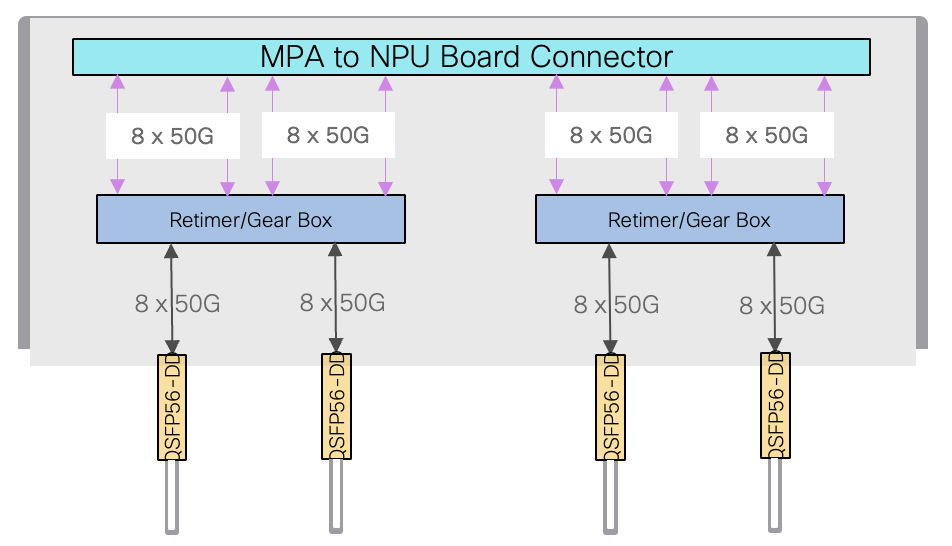 MPA to NPU Board Connector
8 x 50G
8 x 50G
8 x 50G
8 x 50G
Retimer/Gear Box
Retimer/Gear Box
8 x 50G
8 x 50G
8 x 50G
8 x 50G
QSFP56-DD
QSFP56-DD
QSFP56-DD
QSFP56-DD